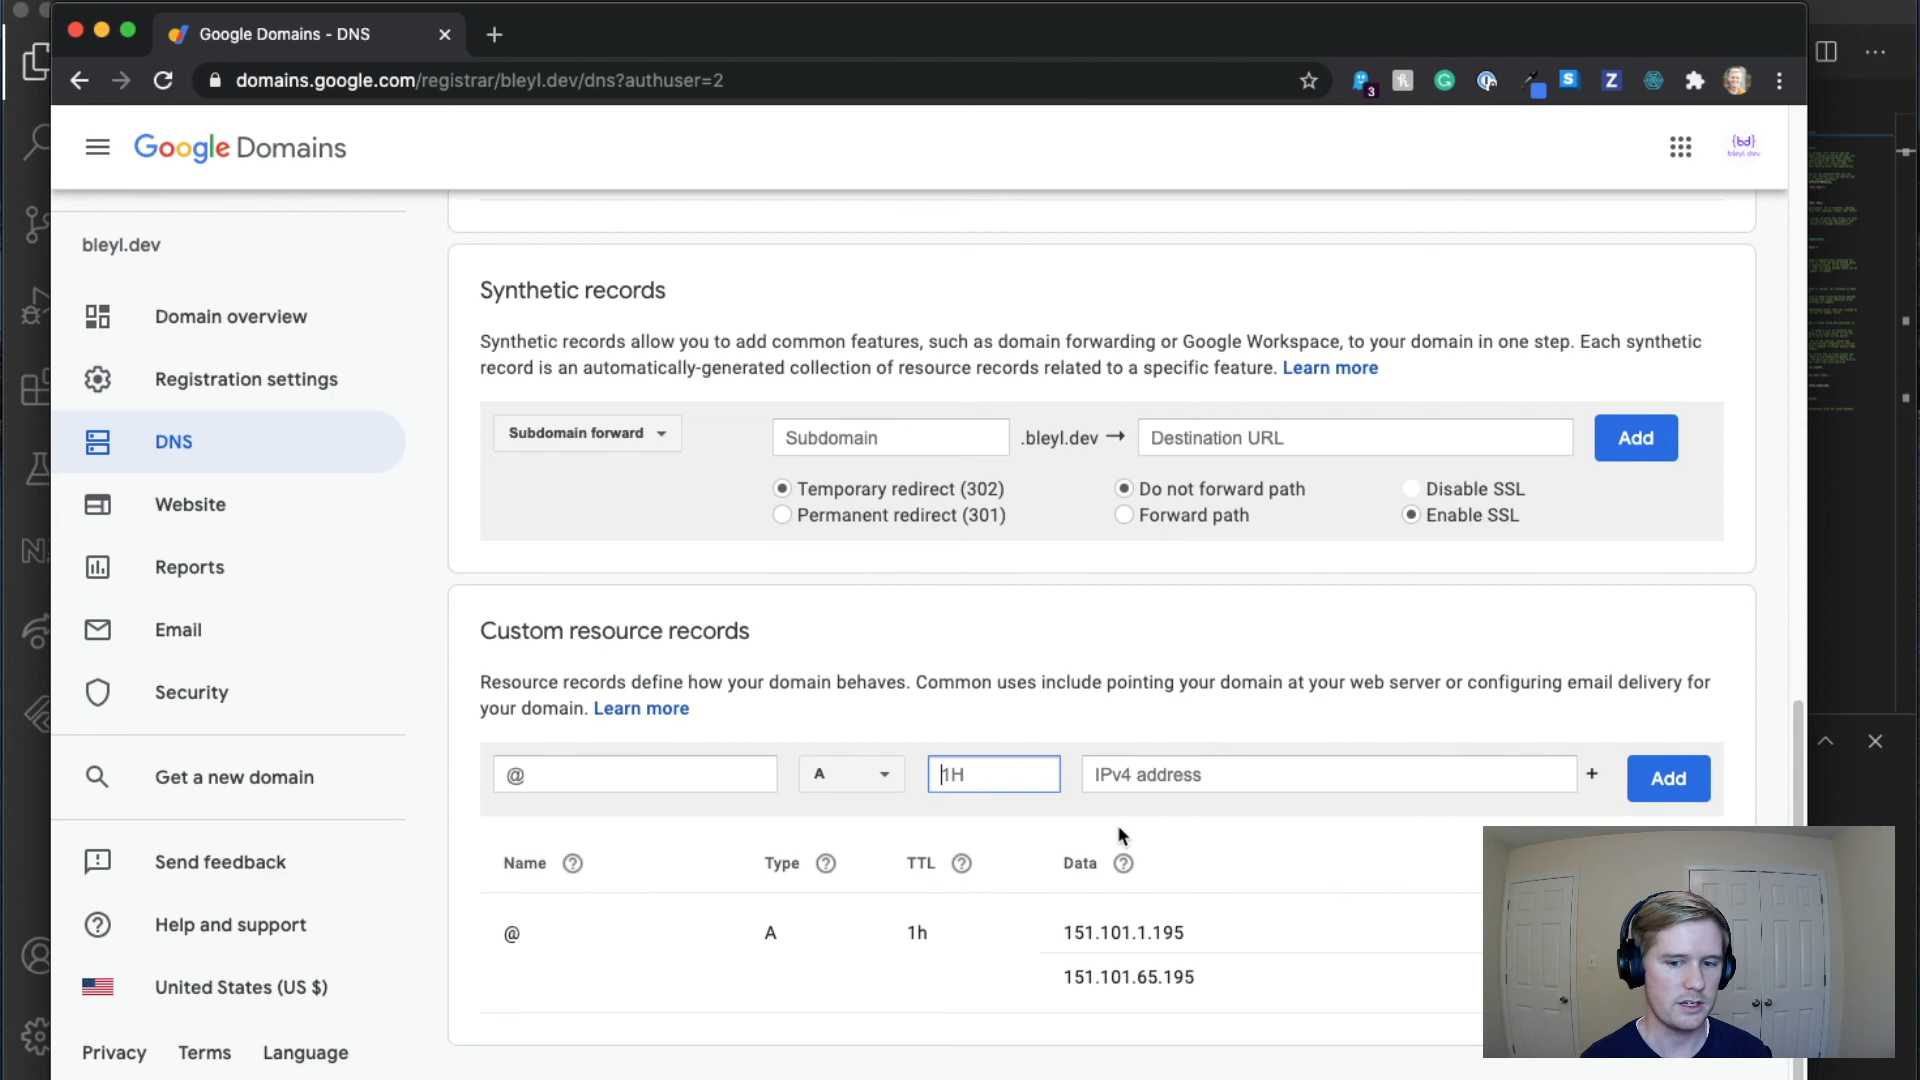 Google Domains - DNS
domains.google.com/registrar/bleyl.dev/dns?authuser=2
3
S
Z
Google Domains
{bd}
bleyl dev
bleyl.dev
Domain overview
Registration settings
DNS
Website
Reports
Email
Security
Get a new domain
Send feedback
Help and support
United States (US $)
Privacy
Terms
Language
Synthetic records
Synthetic records allow you to add common features, such as domain forwarding or Google Workspace, to your domain in one step. Each synthetic
record is an automatically-generated collection of resource records related to a specific feature. Learn more
Subdomain forward
Subdomain
.bleyl.dev →
Destination URL
Add
Temporary redirect (302)
Do not forward path
Disable SSL
Permanent redirect (301)
Forward path
Enable SSL
Custom resource records
Resource records define how your domain behaves. Common uses include pointing your domain at your web server or configuring email delivery for
your domain. Learn more
@
A
1H
IPv4 address
+
Add
Name
Type
TTL
Data
@
A
1h
151.101.1.195
151.101.65.195